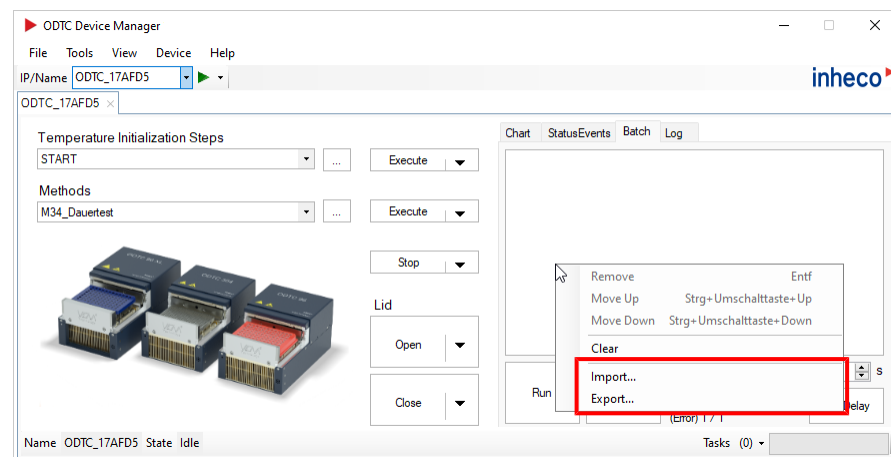 ODTC Device Manager
File Tools View Device Help
IP/Name ODTC_17AFD5
inheco
ODTC_17AFD5
Temperature Initialization Steps
START ... Execute
Methods
M34_Dauertest ... Execute
Stop
Lid
Open
Close
Chart StatusEvents Batch Log
Remove Entf
Move Up Strg+Umschalttaste+Up
Move Down Strg+Umschalttaste+Down
Clear
Import...
Export...
s
Run
elay
(Error) 1 / 1
Name ODTC_17AFD5 State Idle Tasks (0)